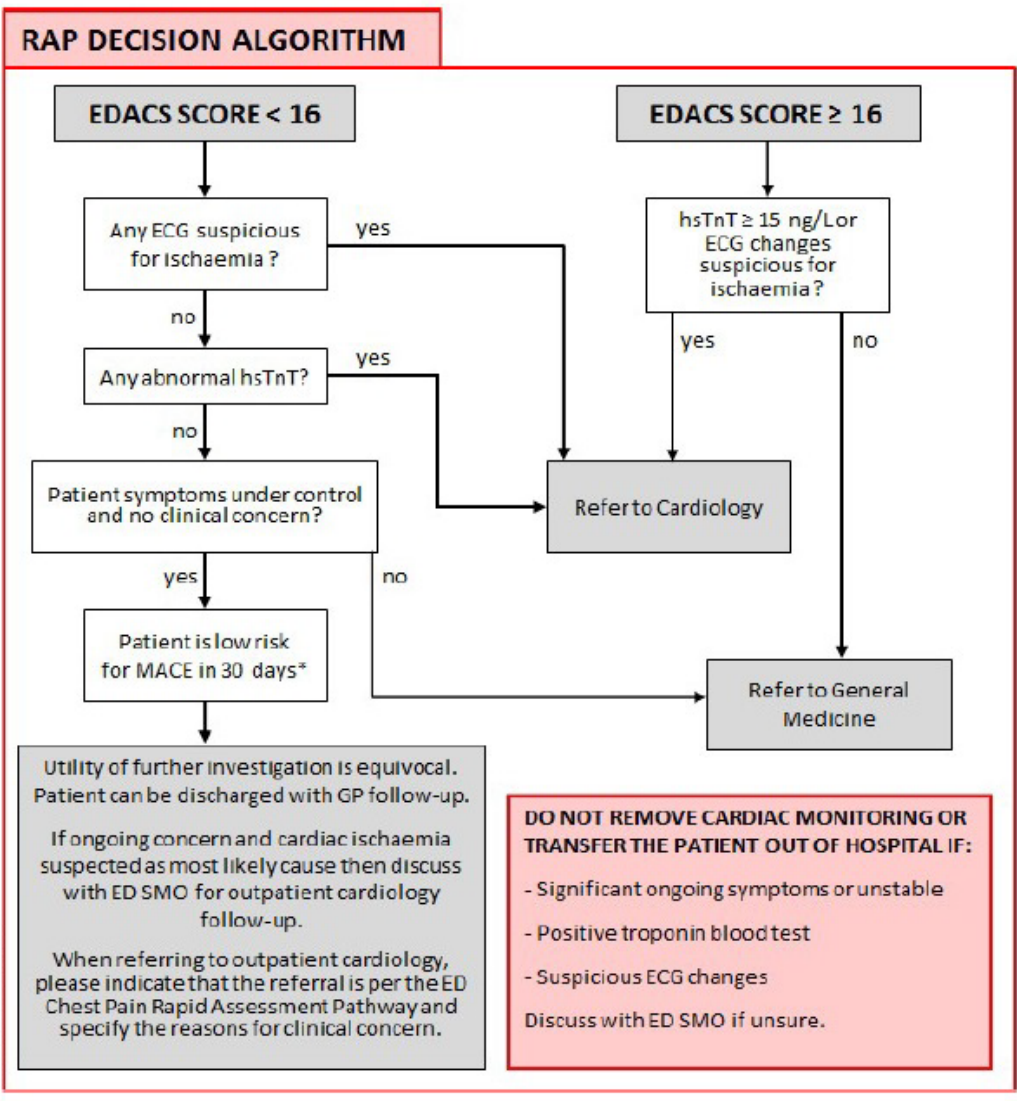 RAP DECISION ALGORITHM
EDACS SCORE < 16
EDACS SCORE ≥ 16
Any ECG suspicious
for ischaemia ?
yes
hsTnT ≥ 15 ng/L or
ECG changes
suspicious for
ischaemia ?
no
yes
no
Any abnormal hsTnT?
yes
no
Patient symptoms under control
and no clinical concern?
Refer to Cardiology
yes
no
Patient is low risk
for MACE in 30 days*
Refer to General
Medicine
Utility of further investigation is equivocal.
Patient can be discharged with GP follow-up.
If ongoing concern and cardiac ischaemia
suspected as most likely cause then discuss
with ED SMO for outpatient cardiology
follow-up.
When referring to outpatient cardiology,
please indicate that the referral is per the ED
Chest Pain Rapid Assessment Pathway and
specify the reasons for clinical concern.
DO NOT REMOVE CARDIAC MONITORING OR
TRANSFER THE PATIENT OUT OF HOSPITAL IF:
- Significant ongoing symptoms or unstable
- Positive troponin blood test
- Suspicious ECG changes
Discuss with ED SMO if unsure.